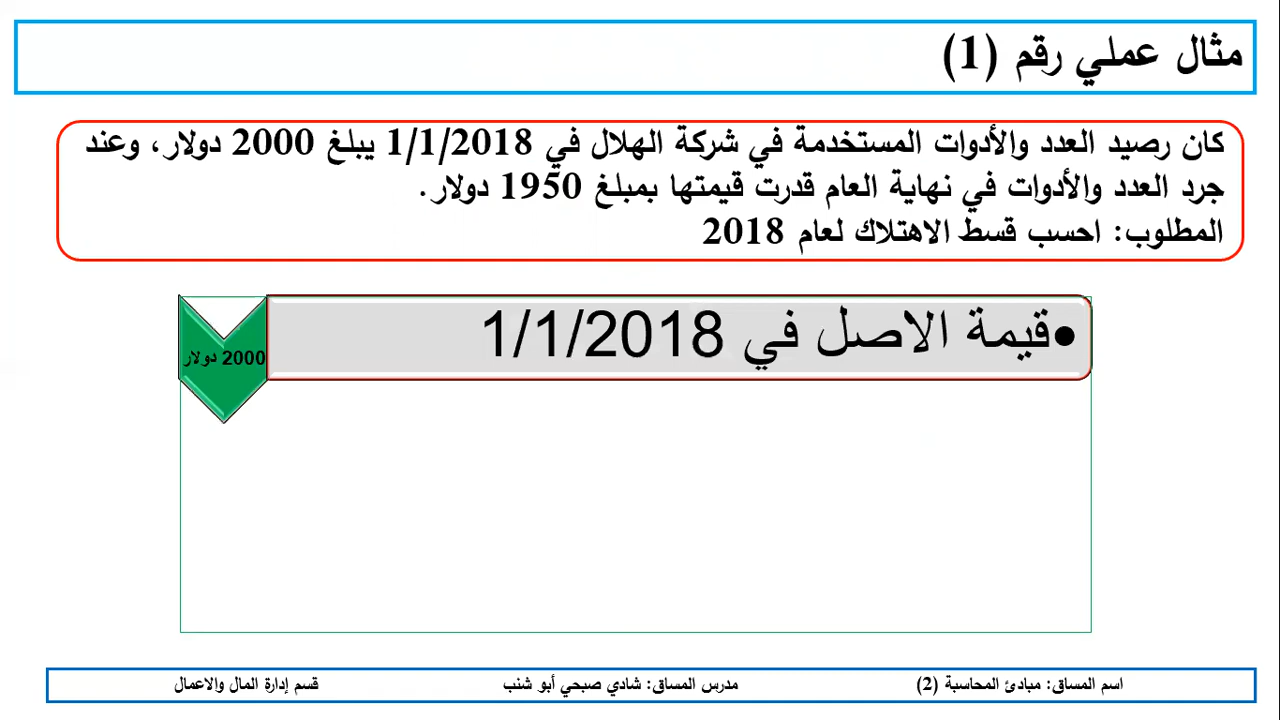 مثال عملي رقم (1)
كان رصيد العدد والأدوات المستخدمة في شركة الهلال في 1/1/2018 يبلغ 2000 دولار، وعند
جرد العدد والأدوات في نهاية العام قدرت قيمتها بمبلغ 1950 دولار.
المطلوب: احسب قسط الاهتلاك لعام 2018
•قيمة الاصل في 1/1/2018
2000 دولار
اسم المساق: مبادئ المحاسبة (2)
مدرس المساق: شادي صبحي أبو شنب
قسم إدارة المال والاعمال